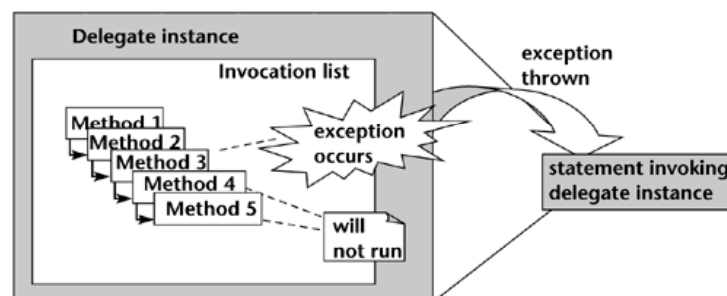 Delegate instance
Invocation list
Method 1
Method 2
Method 3
Method 4
Method 5
exception
occurs
will
not run
exception
thrown
statement invoking
delegate instance